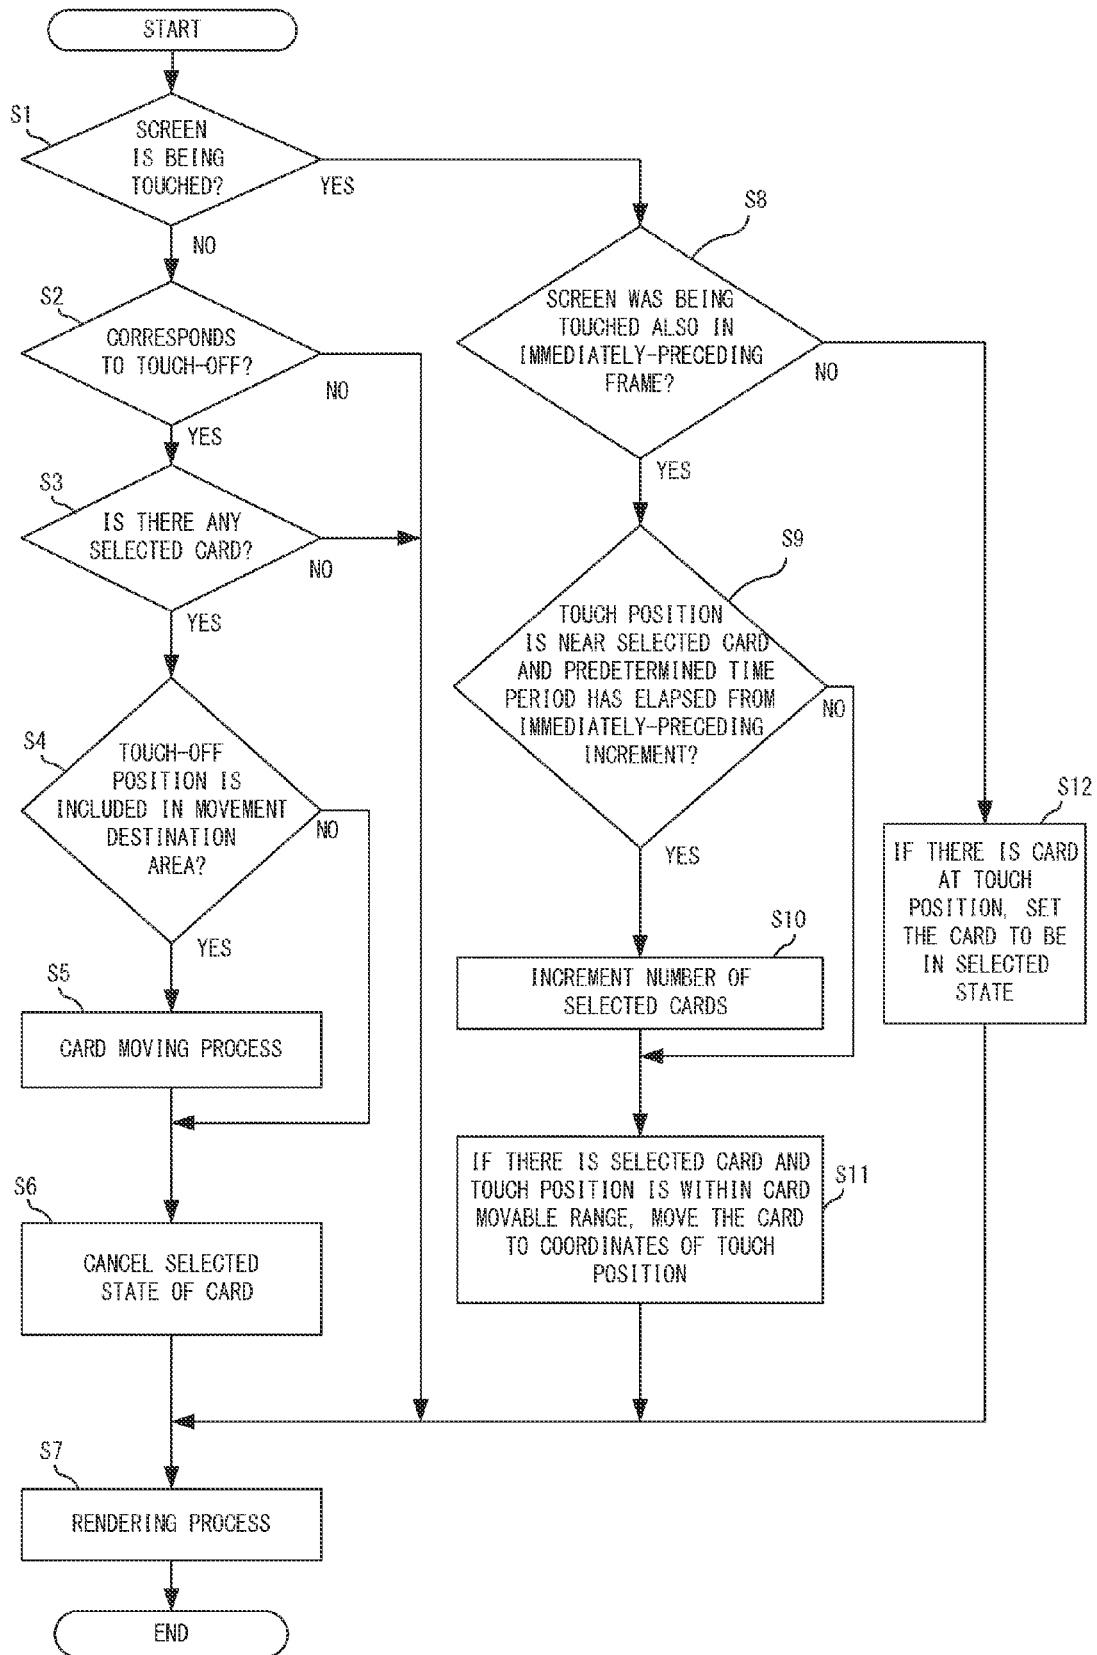 START
S1
SCREEN
IS BEING
TOUCHED?
YES
NO
S2
CORRESPONDS
TO TOUCH-OFF?
NO
YES
S3
IS THERE ANY
SELECTED CARD?
NO
YES
S4
TOUCH-OFF
POSITION IS
INCLUDED IN MOVEMENT
DESTINATION
AREA?
NO
YES
S5
CARD MOVING PROCESS
S6
CANCEL SELECTED
STATE OF CARD
S7
RENDERING PROCESS
END
S8
SCREEN WAS BEING
TOUCHED ALSO IN
IMMEDIATELY-PRECEDING
FRAME?
NO
YES
S9
TOUCH POSITION
IS NEAR SELECTED CARD
AND PREDETERMINED TIME
PERIOD HAS ELAPSED FROM
IMMEDIATELY-PRECEDING
INCREMENT?
NO
YES
S10
INCREMENT NUMBER OF
SELECTED CARDS
S11
IF THERE IS SELECTED CARD AND
TOUCH POSITION IS WITHIN CARD
MOVABLE RANGE, MOVE THE CARD
TO COORDINATES OF TOUCH
POSITION
S12
IF THERE IS CARD
AT TOUCH
POSITION, SET
THE CARD TO BE
IN SELECTED
STATE